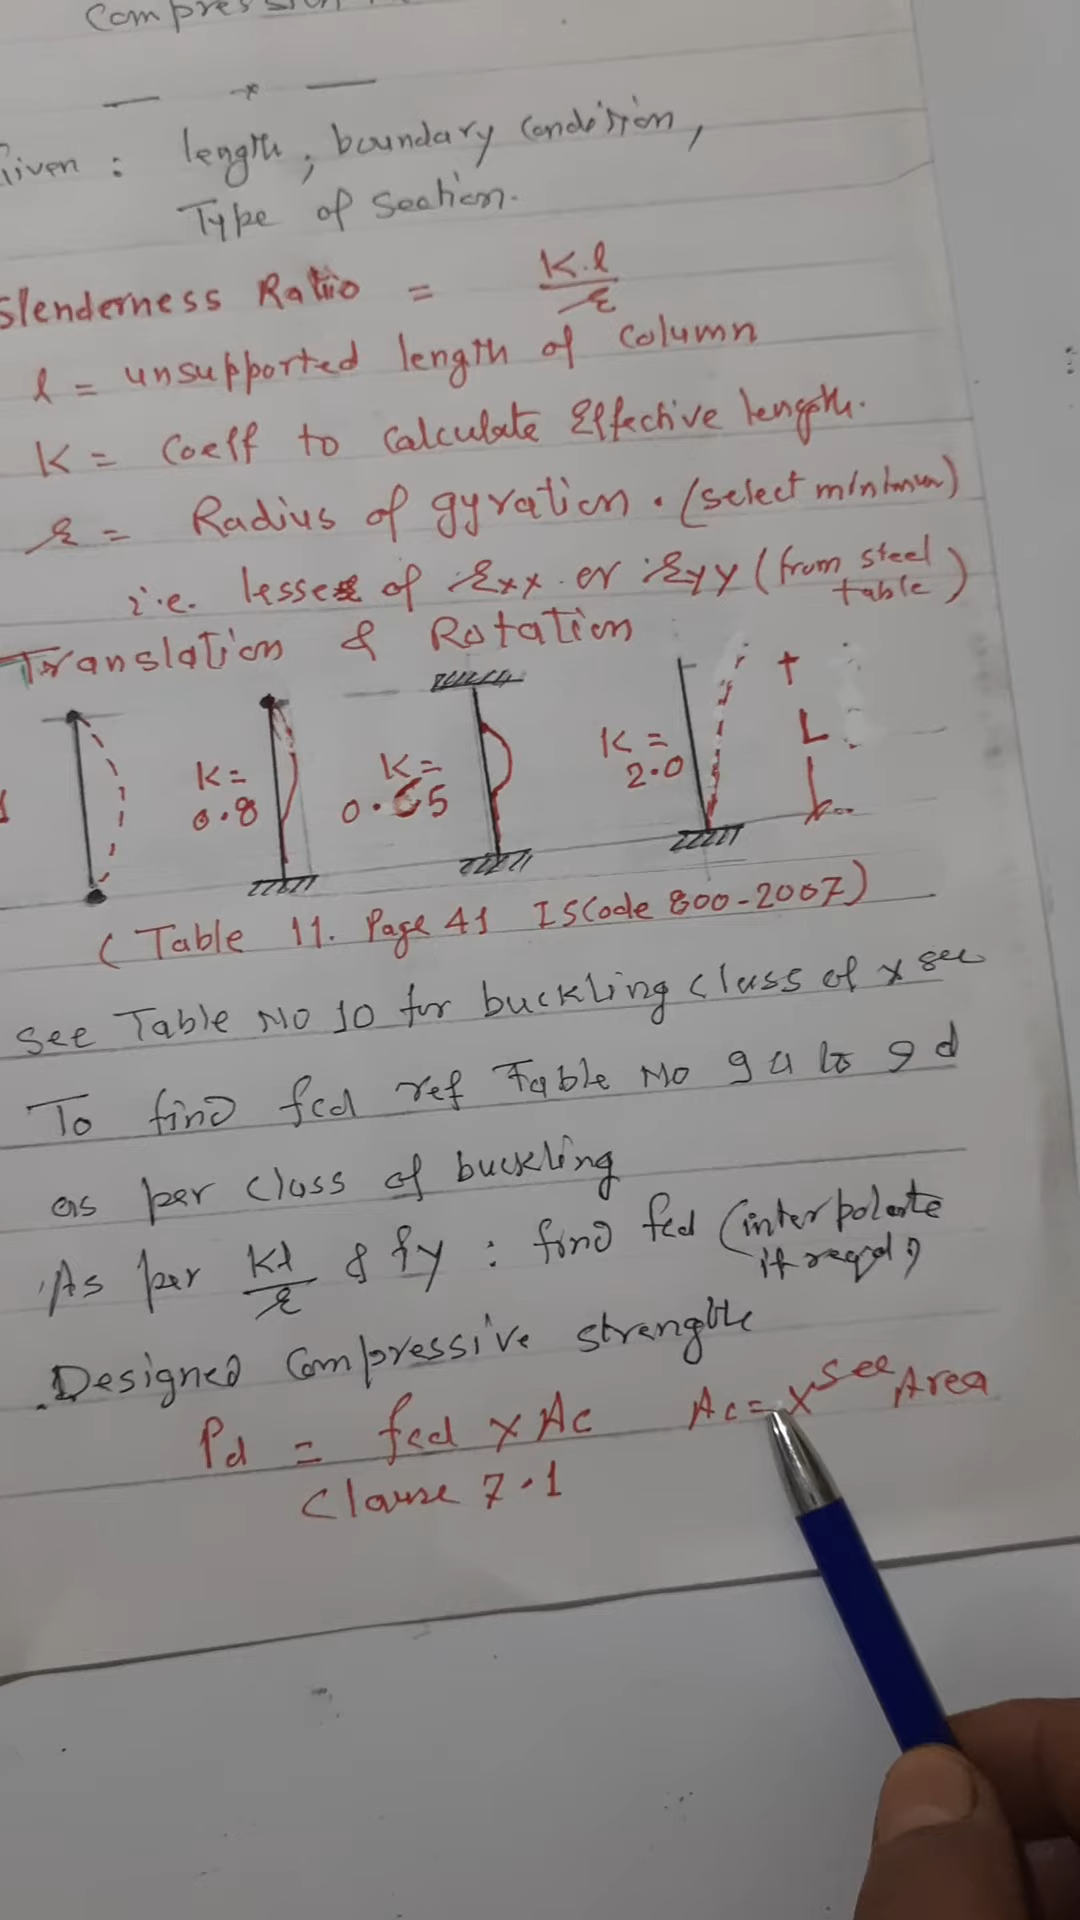 Compression
— * —
Given : length, boundary condition,
Type of section.
Slenderness Ratio = K.l / r
l = unsupported length of column
K = Coeff to calculate Effective length.
r = Radius of gyration. (select minimum)
i.e. lesser of rxx or ryy (from steel table)
Translation & Rotation
1 K = 0.8 K = 0.65 K = 2.0
(Table 11. Page 41 IS Code 800-2007)
see Table No 10 for buckling class of x sec
To find fcd ref Table No 9a to 9d
as per class of buckling
As per Kl/r & fy : find fcd (interpolate if reqd)
Designed Compressive strength
Pd = fcd x Ac Ac = x sec Area
Clause 7.1